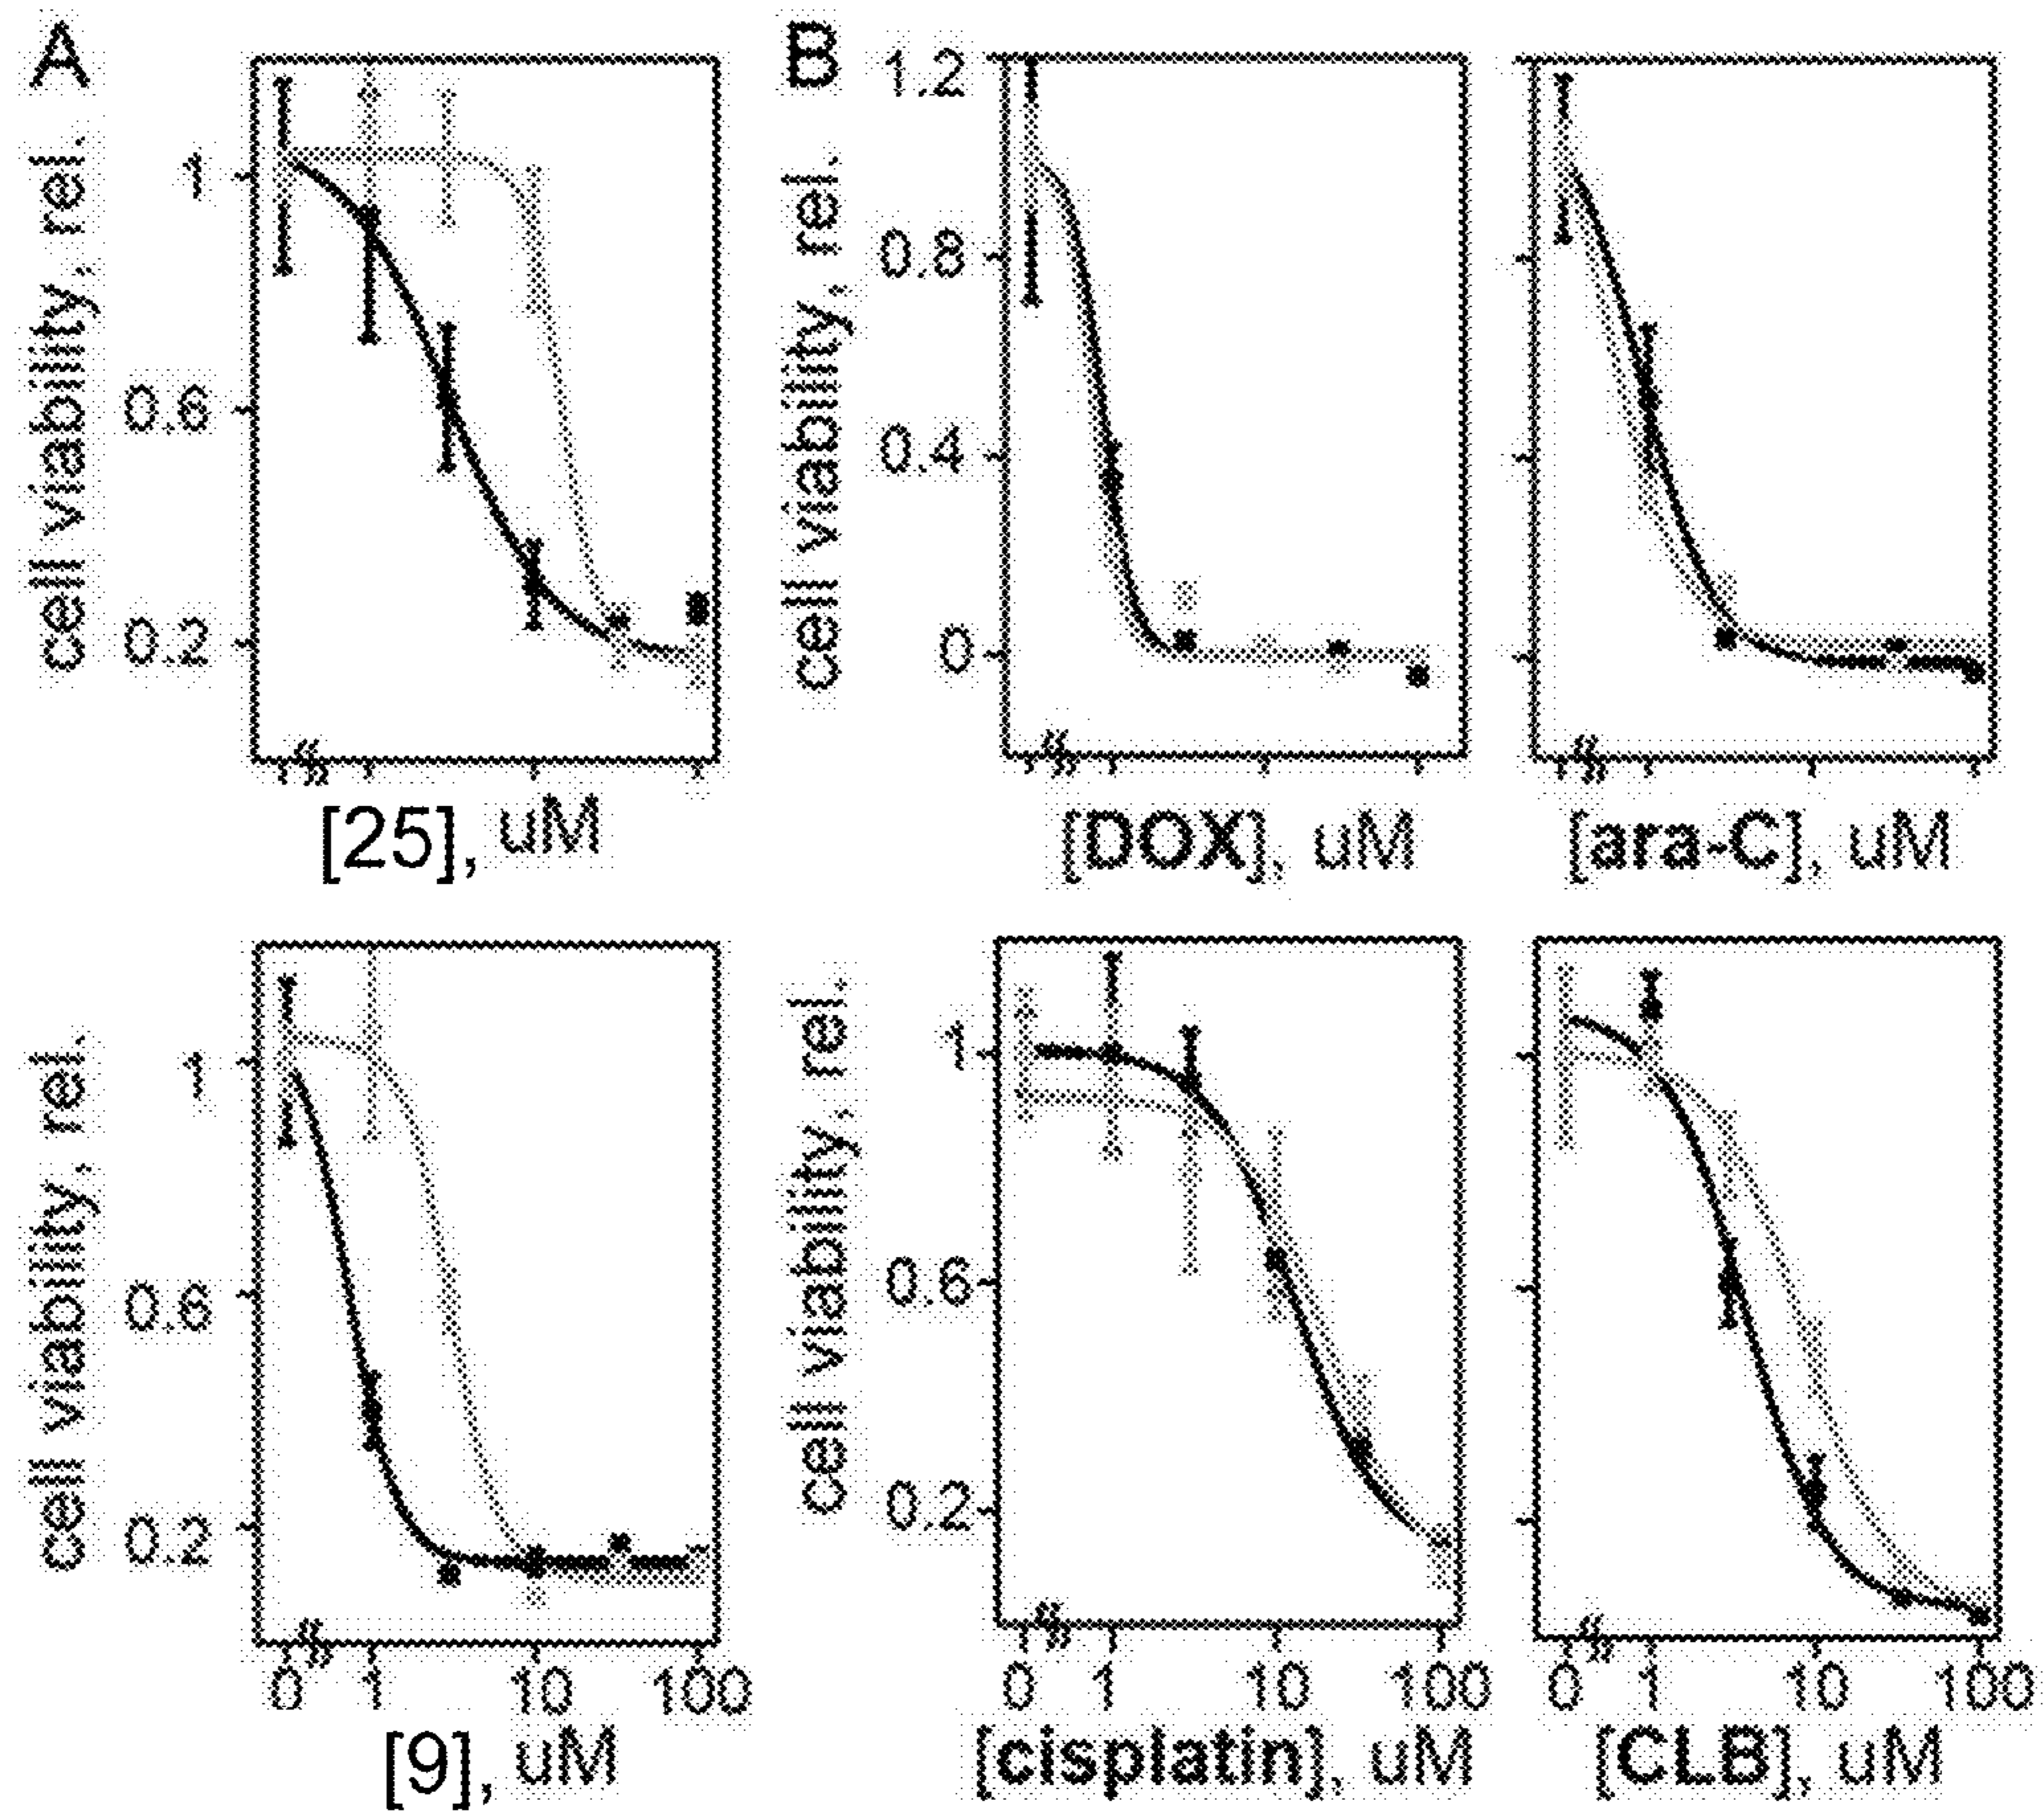 A
cell viability, rel.
1
0.6
0.2
[25], uM
B
cell viability, rel.
1.2
0.8
0.4
0
[DOX], uM
[ara-C], uM
cell viability, rel.
1
0.6
0.2
0 1 10 100
[9], uM
cell viability, rel.
1
0.6
0.2
0 1 10 100
[cisplatin], uM
0 1 10 100
[CLB], uM